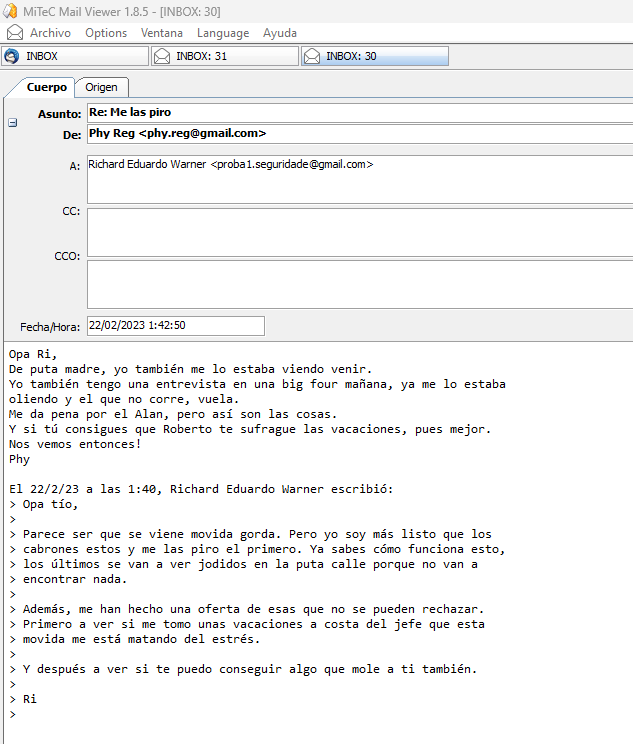 MiTeC Mail Viewer 1.8.5 - [INBOX: 30]
Archivo Options Ventana Language Ayuda
INBOX INBOX: 31 INBOX: 30
Cuerpo Origen
Asunto: Re: Me las piro
De: Phy Reg <phy.reg@gmail.com>
A: Richard Eduardo Warner <proba1.seguridade@gmail.com>
CC:
CCO:
Fecha/Hora: 22/02/2023 1:42:50
Opa Ri,
De puta madre, yo también me lo estaba viendo venir.
Yo también tengo una entrevista en una big four mañana, ya me lo estaba
oliendo y el que no corre, vuela.
Me da pena por el Alan, pero así son las cosas.
Y si tú consigues que Roberto te sufrague las vacaciones, pues mejor.
Nos vemos entonces!
Phy
El 22/2/23 a las 1:40, Richard Eduardo Warner escribió:
> Opa tío,
>
> Parece ser que se viene movida gorda. Pero yo soy más listo que los
> cabrones estos y me las piro el primero. Ya sabes cómo funciona esto,
> los últimos se van a ver jodidos en la puta calle porque no van a
> encontrar nada.
>
> Además, me han hecho una oferta de esas que no se pueden rechazar.
> Primero a ver si me tomo unas vacaciones a costa del jefe que esta
> movida me está matando del estrés.
>
> Y después a ver si te puedo conseguir algo que mole a ti también.
>
> Ri
>